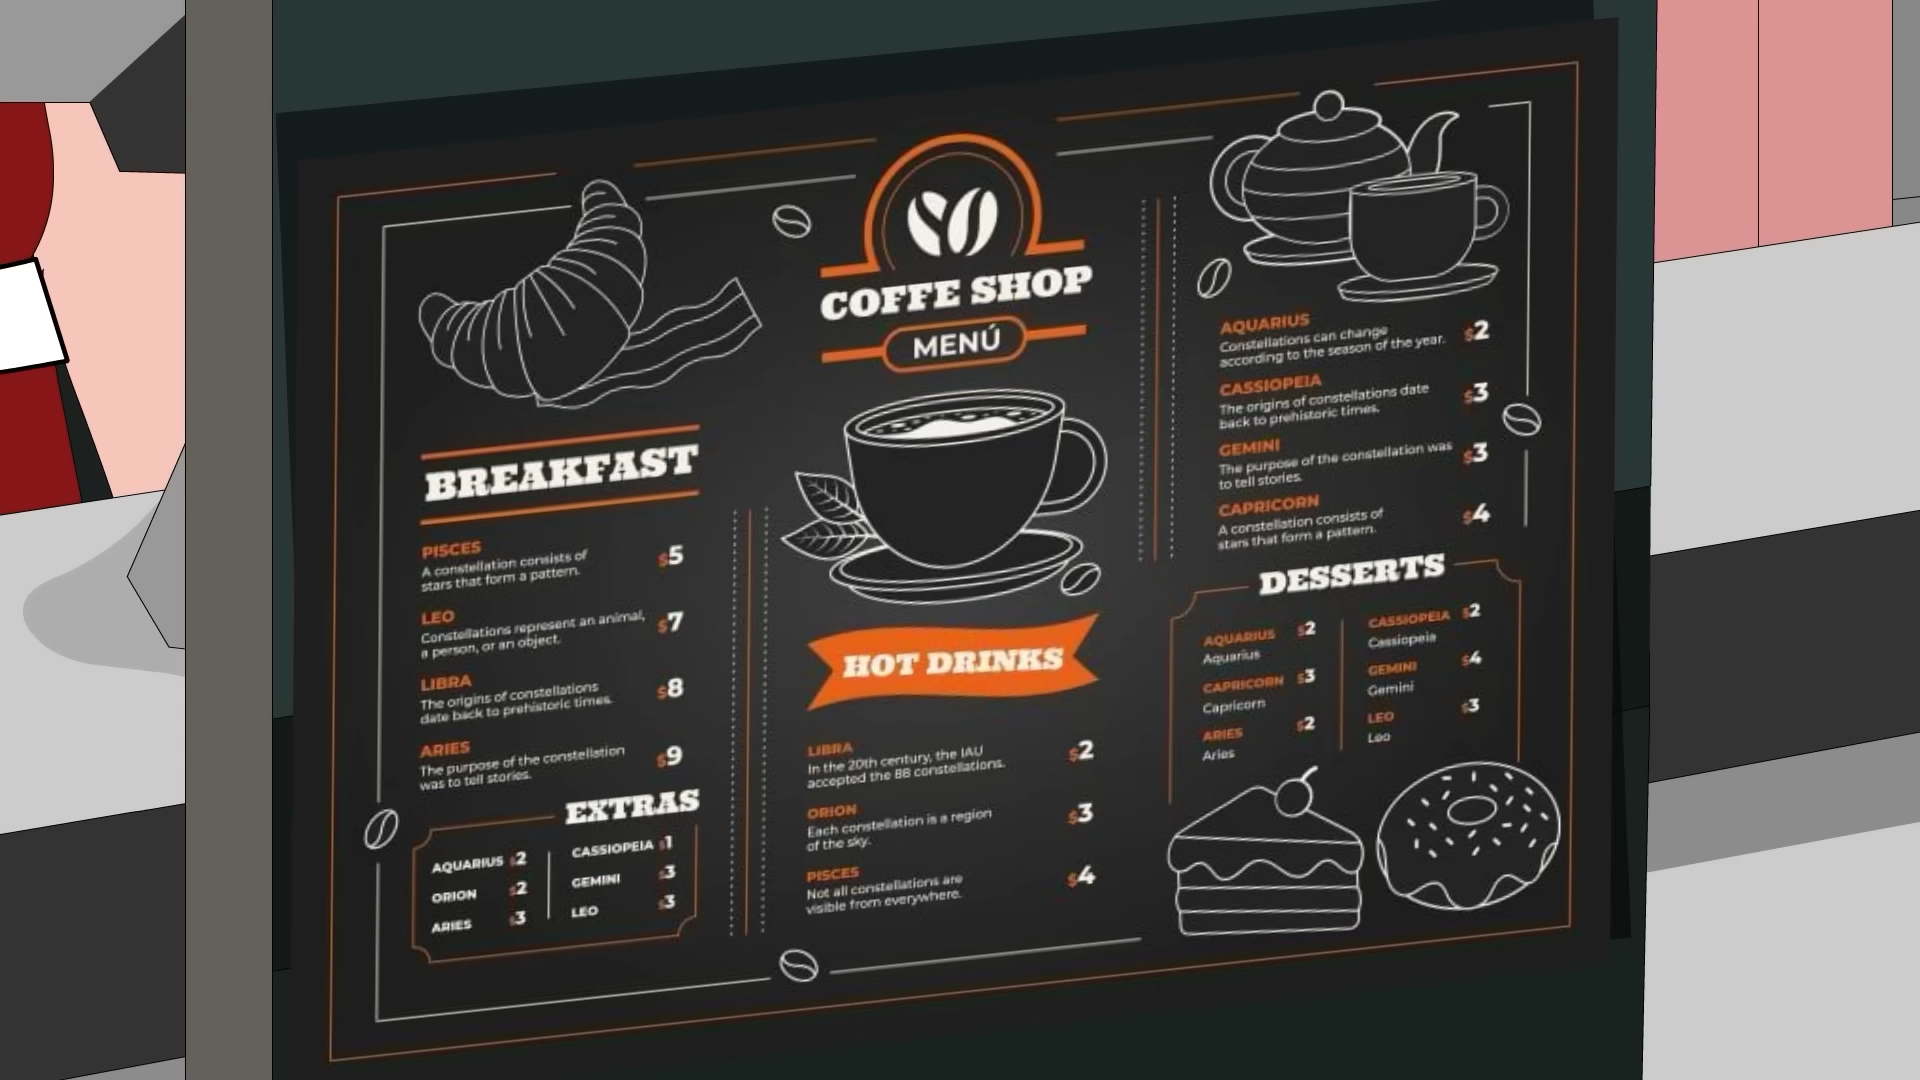 COFFE SHOP
MENÚ
BREAKFAST
PISCES $5
A constellation consists of
stars that form a pattern.
LEO $7
Constellations represent an animal,
a person, or an object.
LIBRA $8
The origins of constellations
date back to prehistoric times.
ARIES $9
The purpose of the constellation
was to tell stories.
EXTRAS
AQUARIUS $2
ORION $2
ARIES $3
CASSIOPEIA $1
GEMINI $3
LEO $3
HOT DRINKS
LIBRA $2
In the 20th century, the IAU
accepted the 88 constellations.
ORION $3
Each constellation is a region
of the sky.
PISCES $4
Not all constellations are
visible from everywhere.
AQUARIUS $2
Constellations can change
according to the season of the year.
CASSIOPEIA $3
The origins of constellations date
back to prehistoric times.
GEMINI $3
The purpose of the constellation was
to tell stories.
CAPRICORN $4
A constellation consists of
stars that form a pattern.
DESSERTS
AQUARIUS $2
Aquarius
CAPRICORN $3
Capricorn
ARIES $2
Aries
CASSIOPEIA $2
Cassiopeia
GEMINI $4
Gemini
LEO $3
Leo